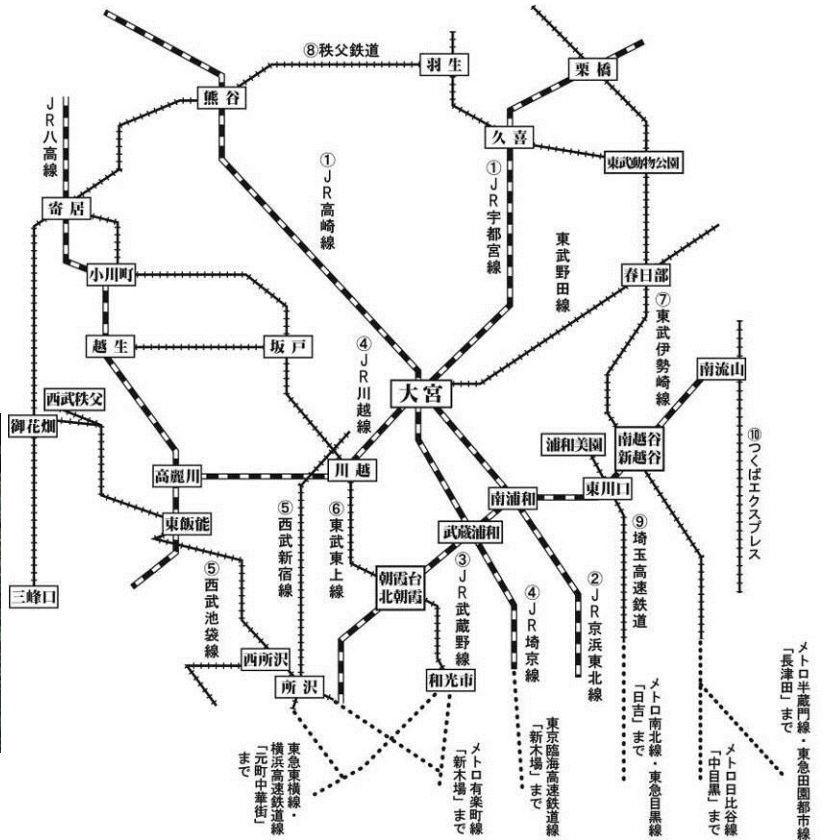 ⑧秩父鉄道
羽生
栗橋
熊谷
JR八高線
久喜
東武動物公園
①JR高崎線
①JR宇都宮線
寄居
東武野田線
小川町
春日部
⑦東武伊勢崎線
越生
坂戸
④JR川越線
大宮
南流山
西武秩父
御花畑
浦和美園
南越谷
新越谷
⑩つくばエクスプレス
高麗川
川越
東川口
南浦和
⑤西武新宿線
⑥東武東上線
東飯能
武蔵浦和
⑨埼玉高速鉄道
三峰口
⑤西武池袋線
朝霞台
北朝霞
③JR武蔵野線
④JR埼京線
②JR京浜東北線
西所沢
所沢
和光市
メトロ半蔵門線・東急田園都市線
「長津田」まで
メトロ日比谷線
「中目黒」まで
メトロ南北線・東急目黒線
「日吉」まで
東京臨海高速鉄道線
「新木場」まで
メトロ有楽町線
「新木場」まで
東急東横線・
横浜高速鉄道線
「元町中華街」
まで